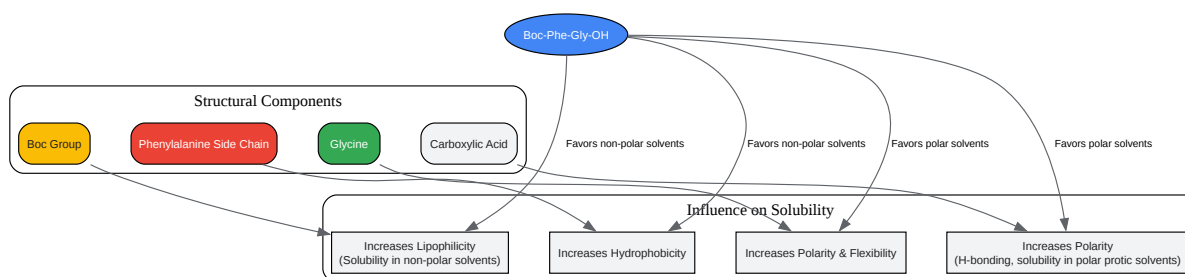 Boc-Phe-Gly-OH
Structural Components
Boc Group
Phenylalanine Side Chain
Glycine
Carboxylic Acid
Favors non-polar solvents
Favors non-polar solvents
Favors polar solvents
Favors polar solvents
Influence on Solubility
Increases Lipophilicity
(Solubility in non-polar solvents)
Increases Hydrophobicity
Increases Polarity & Flexibility
Increases Polarity
(H-bonding, solubility in polar protic solvents)